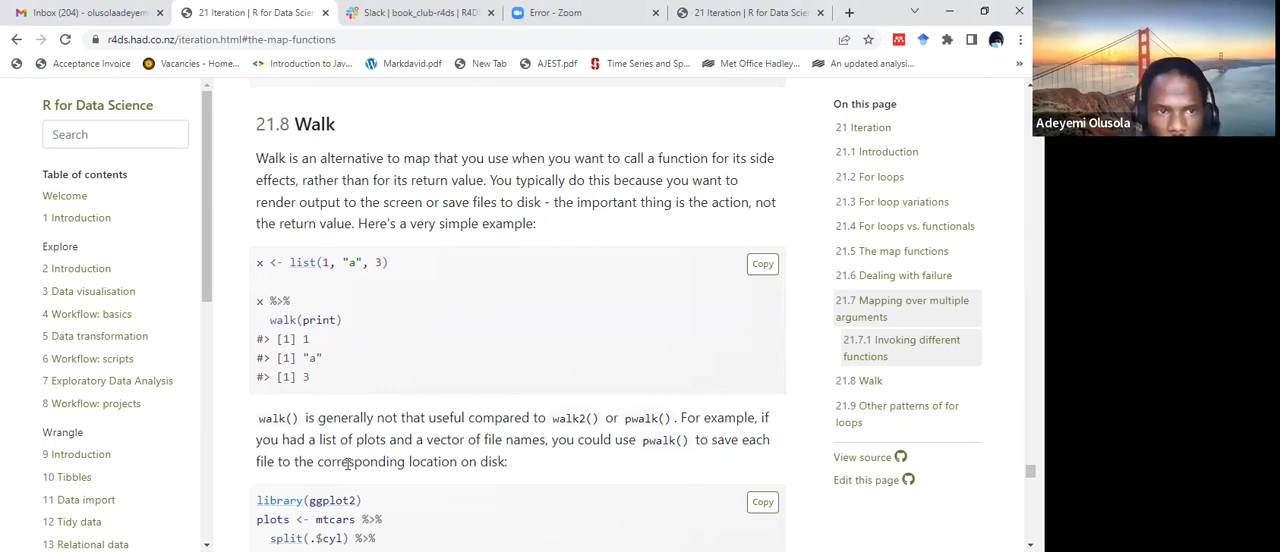 Inbox (204) - olusolaadeyem
21 Iteration | R for Data Science
Slack | book_club-r4ds | R4D
Error - Zoom
21 Iteration | R for Data Science
r4ds.had.co.nz/iteration.html#the-map-functions
Acceptance Invoice
Vacancies - Home...
Introduction to Jav...
Markdavid.pdf
New Tab
AJEST.pdf
Time Series and Sp...
Met Office Hadley...
An updated analysi...
»
Adeyemi Olusola
R for Data Science
Search
Table of contents
Welcome
1 Introduction
Explore
2 Introduction
3 Data visualisation
4 Workflow: basics
5 Data transformation
6 Workflow: scripts
7 Exploratory Data Analysis
8 Workflow: projects
Wrangle
9 Introduction
10 Tibbles
11 Data import
12 Tidy data
13 Relational data
21.8 Walk
Walk is an alternative to map that you use when you want to call a function for its side
effects, rather than for its return value. You typically do this because you want to
render output to the screen or save files to disk - the important thing is the action, not
the return value. Here's a very simple example:
x <- list(1, "a", 3)
Copy
x %>%
walk(print)
#> [1] 1
#> [1] "a"
#> [1] 3
walk() is generally not that useful compared to walk2() or pwalk(). For example, if
you had a list of plots and a vector of file names, you could use pwalk() to save each
file to the corresponding location on disk:
library(ggplot2)
Copy
plots <- mtcars %>%
split(.$cyl) %>%
On this page
21 Iteration
21.1 Introduction
21.2 For loops
21.3 For loop variations
21.4 For loops vs. functionals
21.5 The map functions
21.6 Dealing with failure
21.7 Mapping over multiple
arguments
21.7.1 Invoking different
functions
21.8 Walk
21.9 Other patterns of for
loops
View source
Edit this page